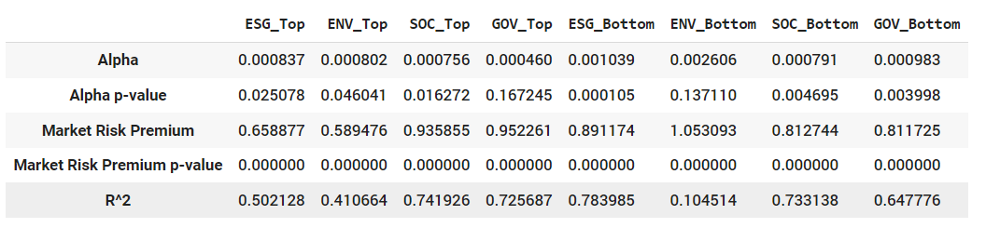 ESG_Top ENV_Top SOC_Top GOV_Top ESG_Bottom ENV_Bottom SOC_Bottom GOV_Bottom
Alpha 0.000837 0.000802 0.000756 0.000460 0.001039 0.002606 0.000791 0.000983
Alpha p-value 0.025078 0.046041 0.016272 0.167245 0.000105 0.137110 0.004695 0.003998
Market Risk Premium 0.658877 0.589476 0.935855 0.952261 0.891174 1.053093 0.812744 0.811725
Market Risk Premium p-value 0.000000 0.000000 0.000000 0.000000 0.000000 0.000000 0.000000 0.000000
R^2 0.502128 0.410664 0.741926 0.725687 0.783985 0.104514 0.733138 0.647776